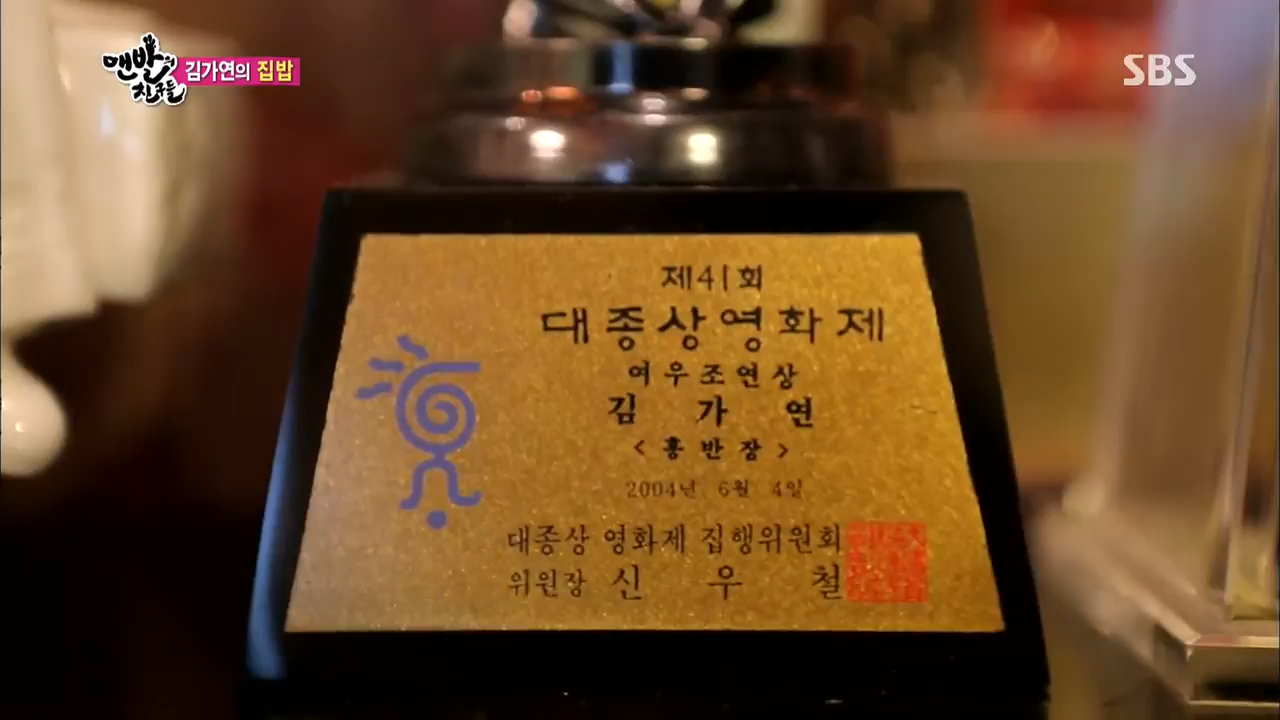 맨발의
친구들
김가연의 집밥
SBS
제41회
대종상영화제
여우조연상
김가연
<홍반장>
2004년 6월 4일
대종상 영화제 집행위원회
위원장 신우철